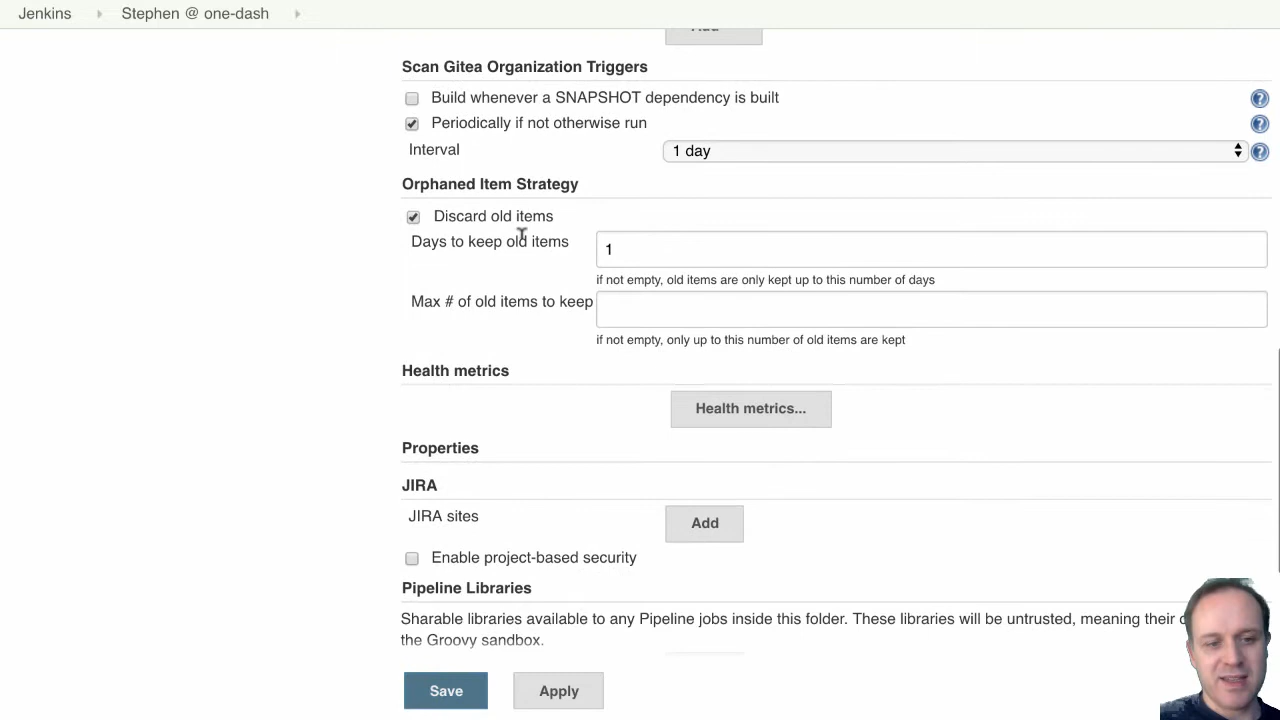 Jenkins Stephen @ one-dash
Add
Scan Gitea Organization Triggers
Build whenever a SNAPSHOT dependency is built
Periodically if not otherwise run
Interval 1 day
Orphaned Item Strategy
Discard old items
Days to keep old items 1
if not empty, old items are only kept up to this number of days
Max # of old items to keep
if not empty, only up to this number of old items are kept
Health metrics
Health metrics...
Properties
JIRA
JIRA sites Add
Enable project-based security
Pipeline Libraries
Sharable libraries available to any Pipeline jobs inside this folder. These libraries will be untrusted, meaning their
the Groovy sandbox.
Save Apply